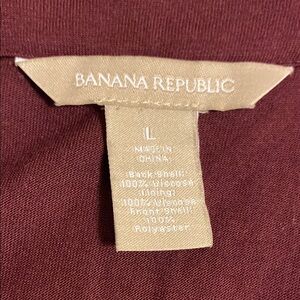 BANANA REPUBLIC
L
MADE IN
CHINA
Back Shell:
100% Viscose
Lining:
100% Viscose
Front Shell:
100%
Polyester